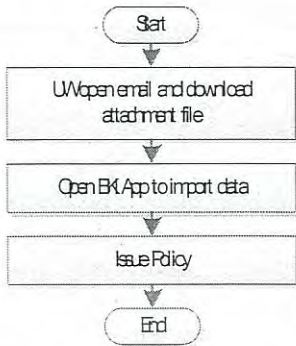 Start
UW open email and download
attachment file
Open BKI App to import data
Issue Policy
End